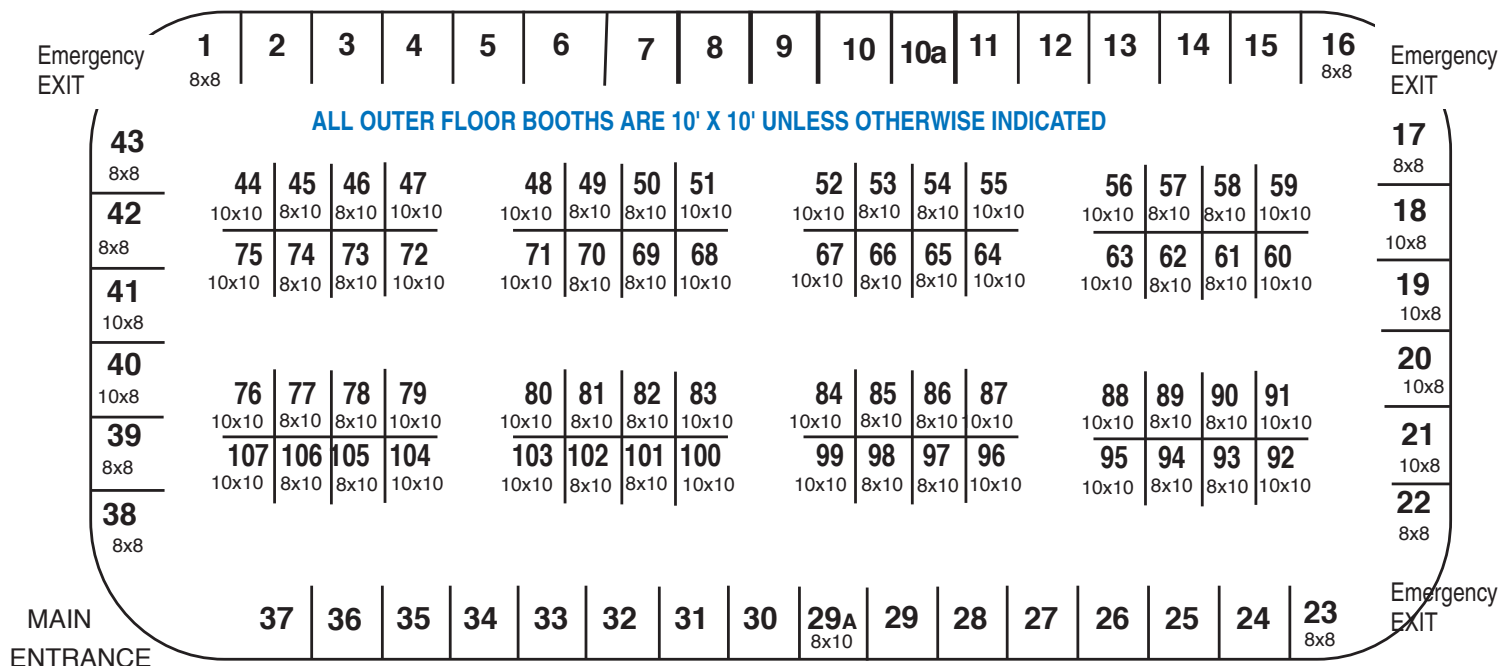 1 2 3 4 5 6 7 8 9 10 10a 11 12 13 14 15 16
8x8 8x8
Emergency
EXIT
Emergency
EXIT
ALL OUTER FLOOR BOOTHS ARE 10' X 10' UNLESS OTHERWISE INDICATED
43
8x8
42
8x8
41
10x8
40
10x8
39
8x8
38
8x8
44 45 46 47 48 49 50 51 52 53 54 55 56 57 58 59
10x10 8x10 8x10 10x10 10x10 8x10 8x10 10x10 10x10 8x10 8x10 10x10 10x10 8x10 8x10 10x10
75 74 73 72 71 70 69 68 67 66 65 64 63 62 61 60
10x10 8x10 8x10 10x10 10x10 8x10 8x10 10x10 10x10 8x10 8x10 10x10 10x10 8x10 8x10 10x10
76 77 78 79 80 81 82 83 84 85 86 87 88 89 90 91
10x10 8x10 8x10 10x10 10x10 8x10 8x10 10x10 10x10 8x10 8x10 10x10 10x10 8x10 8x10 10x10
107 106 105 104 103 102 101 100 99 98 97 96 95 94 93 92
10x10 8x10 8x10 10x10 10x10 8x10 8x10 10x10 10x10 8x10 8x10 10x10 10x10 8x10 8x10 10x10
17
8x8
18
10x8
19
10x8
20
10x8
21
10x8
22
8x8
Emergency
EXIT
MAIN
ENTRANCE
37 36 35 34 33 32 31 30 29A 29 28 27 26 25 24 23
8x10 8x8